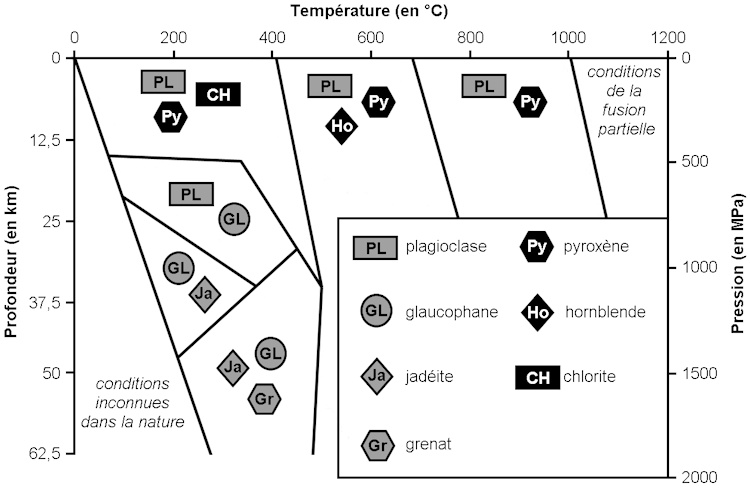 Température (en °C)
0 200 400 600 800 1000 1200
Profondeur (en km)
0
12,5
25
37,5
50
62,5
Pression (en MPa)
0
500
1000
1500
2000
PL
CH
Py
PL
Py
Ho
PL
Py
conditions
de la
fusion
partielle
PL
GL
GL
Ja
GL
Ja
Gr
conditions
inconnues
dans la nature
PL plagioclase
Py pyroxène
GL glaucophane
Ho hornblende
Ja jadéite
CH chlorite
Gr grenat